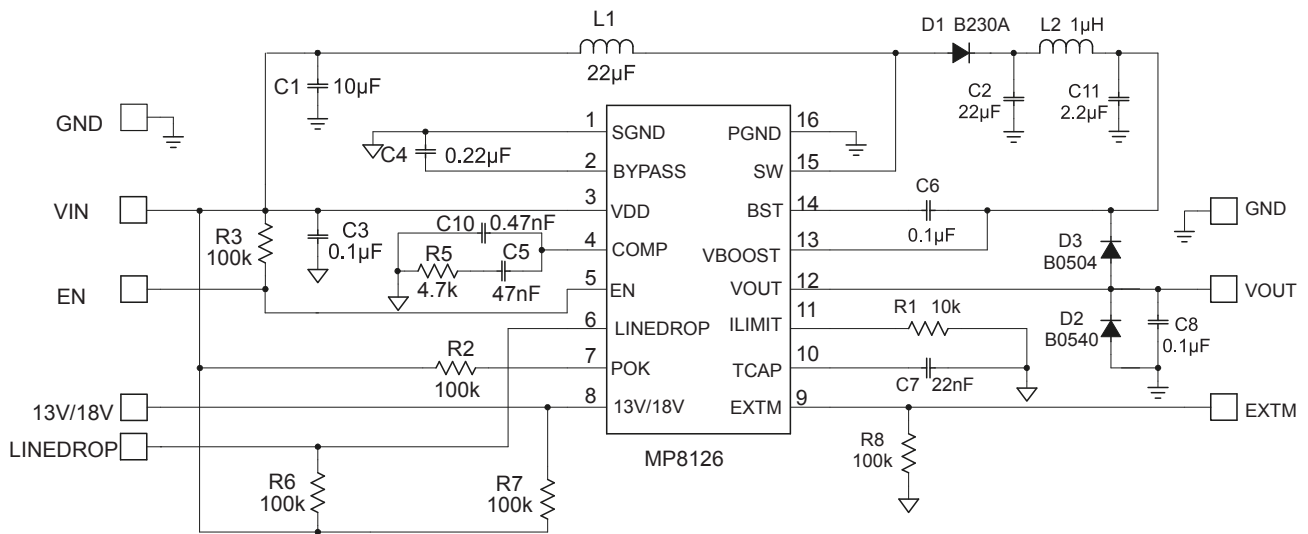 L1
22µF
D1 B230A
L2 1µH
C1
10µF
C2
22µF
C11
2.2µF
GND
1
SGND
PGND
16
C4
0.22µF
2
BYPASS
SW
15
VIN
3
VDD
BST
14
C6
0.1µF
GND
R3
100k
C3
0.1µF
C10
0.47nF
4
COMP
VBOOST
13
D3
B0504
R5
4.7k
C5
47nF
EN
5
EN
VOUT
12
VOUT
6
LINEDROP
ILIMIT
11
R1 10k
D2
B0540
C8
0.1µF
R2
100k
7
POK
TCAP
10
C7
22nF
13V/18V
8
13V/18V
EXTM
9
EXTM
LINEDROP
MP8126
R8
100k
R6
100k
R7
100k